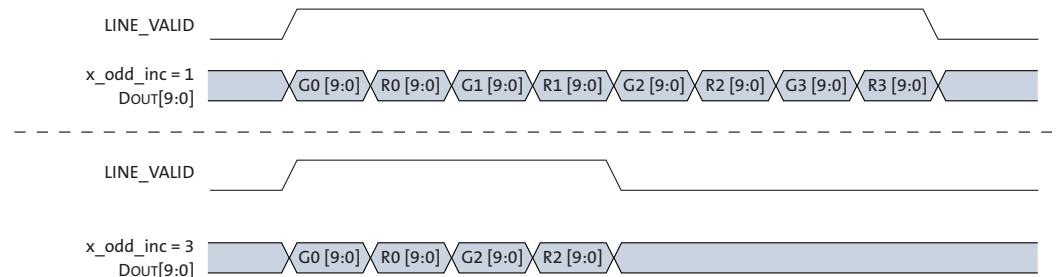 LINE_VALID
x_odd_inc = 1
DOUT[9:0]
G0 [9:0] R0 [9:0] G1 [9:0] R1 [9:0] G2 [9:0] R2 [9:0] G3 [9:0] R3 [9:0]
LINE_VALID
x_odd_inc = 3
DOUT[9:0]
G0 [9:0] R0 [9:0] G2 [9:0] R2 [9:0]